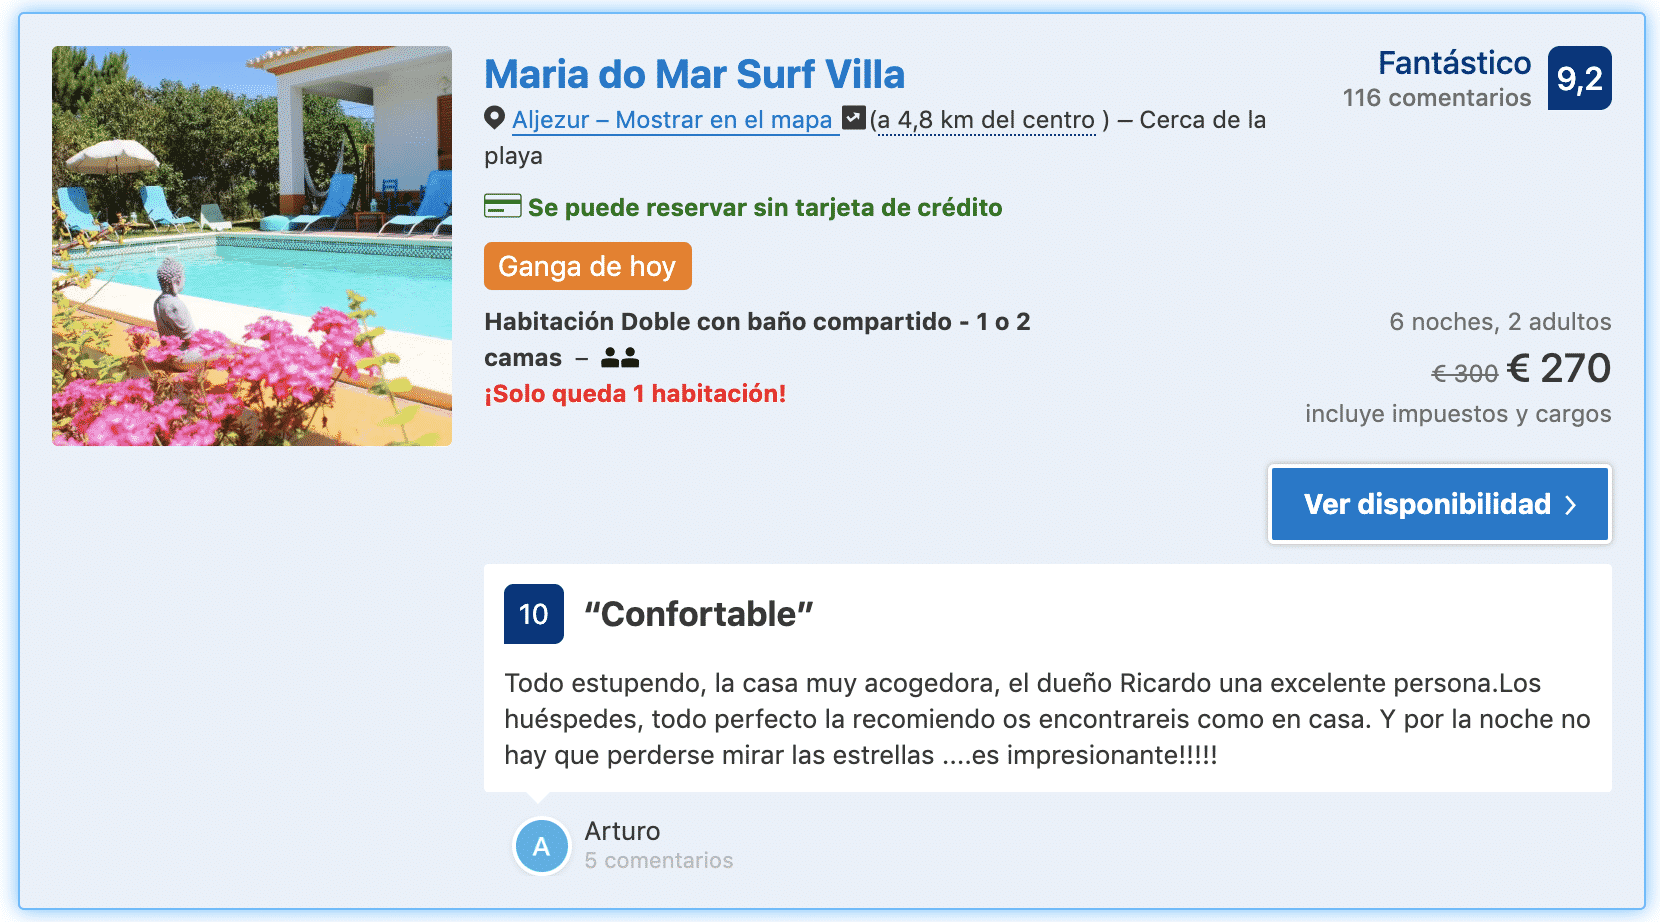 Maria do Mar Surf Villa
Fantástico
116 comentarios
9,2
Aljezur – Mostrar en el mapa (a 4,8 km del centro ) – Cerca de la
playa
Se puede reservar sin tarjeta de crédito
Ganga de hoy
Habitación Doble con baño compartido - 1 o 2
camas –
¡Solo queda 1 habitación!
6 noches, 2 adultos
€ 300 € 270
incluye impuestos y cargos
Ver disponibilidad
10 “Confortable”
Todo estupendo, la casa muy acogedora, el dueño Ricardo una excelente persona.Los
huéspedes, todo perfecto la recomiendo os encontrareis como en casa. Y por la noche no
hay que perderse mirar las estrellas ....es impresionante!!!!!
A
Arturo
5 comentarios